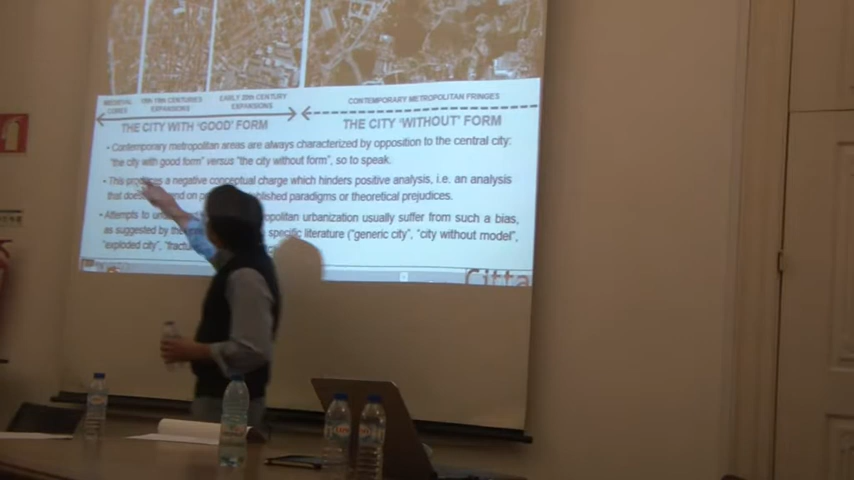 MEDIEVAL
CORES
18th-19th CENTURIES
EXPANSIONS
EARLY 20th CENTURY
EXPANSIONS
CONTEMPORARY METROPOLITAN FRINGES
THE CITY WITH ‘GOOD’ FORM
THE CITY ‘WITHOUT’ FORM
• Contemporary metropolitan areas are always characterized by opposition to the central city:
“the city with good form” versus “the city without form”, so to speak.
• This produces a negative conceptual charge which hinders positive analysis, i.e. an analysis
that on established paradigms or theoretical prejudices.
• Attempts to urbanization usually suffer from such a bias,
as suggested by the specific literature (“generic city”, “city without model”,
“exploded city”,
Citta